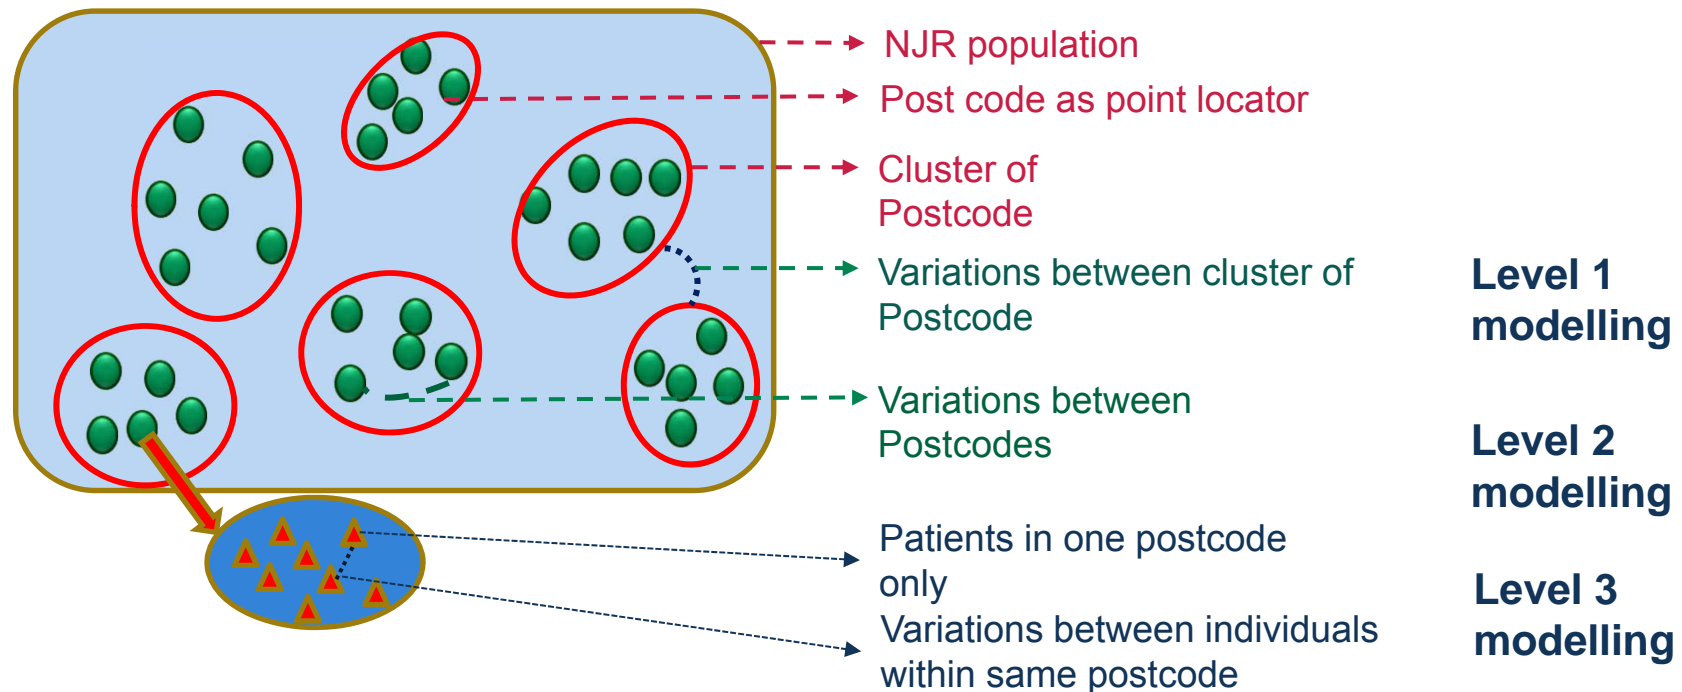 NJR population
Post code as point locator
Cluster of
Postcode
Variations between cluster of
Postcode
Level 1
modelling
Variations between
Postcodes
Level 2
modelling
Patients in one postcode
only
Level 3
modelling
Variations between individuals
within same postcode